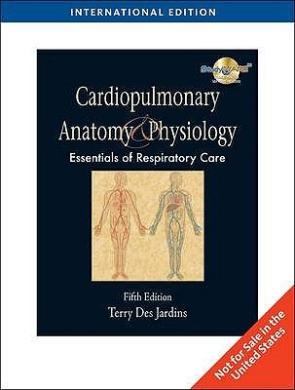 INTERNATIONAL EDITION
StudyWARE™
Cardiopulmonary
Anatomy & Physiology
Essentials of Respiratory Care
Fifth Edition
Terry Des Jardins
Not for Sale in the
United States